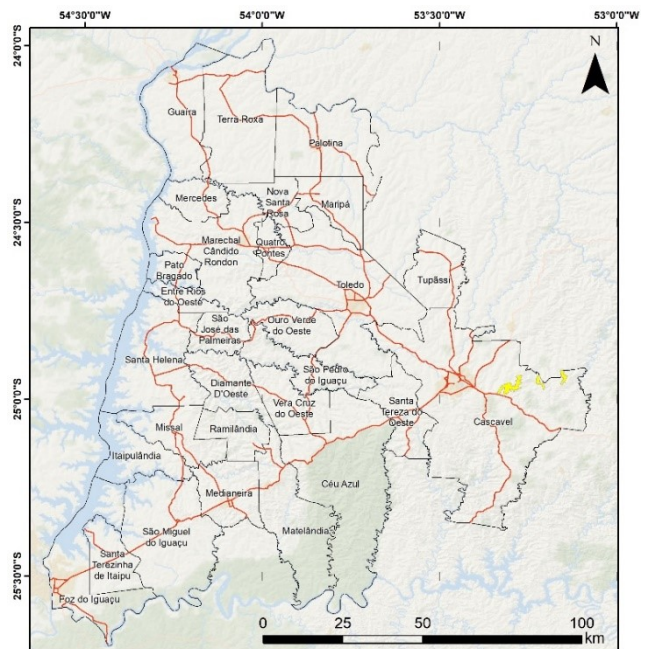 54°30'0"W
54°0'0"W
53°30'0"W
53°0'0"W
24°0'0"S
24°30'0"S
25°0'0"S
25°30'0"S
N
Guaíra
Terra Roxa
Palotina
Mercedes
Nova
Santa
Rosa
Maripá
Marechal
Cândido
Rondon
Quatro
Pontes
Pato
Bragado
Entre Rios
do Oeste
Toledo
Tupãssi
São
José das
Palmeiras
Ouro Verde
do Oeste
Santa Helena
São Pedro
do Iguaçu
Diamante
D'Oeste
Vera Cruz
do Oeste
Santa
Tereza do
Oeste
Cascavel
Missal
Ramilândia
Itaipulândia
Céu Azul
Medianeira
Matelândia
São Miguel
do Iguaçu
Santa
Terezinha
de Itaipu
Foz do Iguaçu
0 25 50 100
km